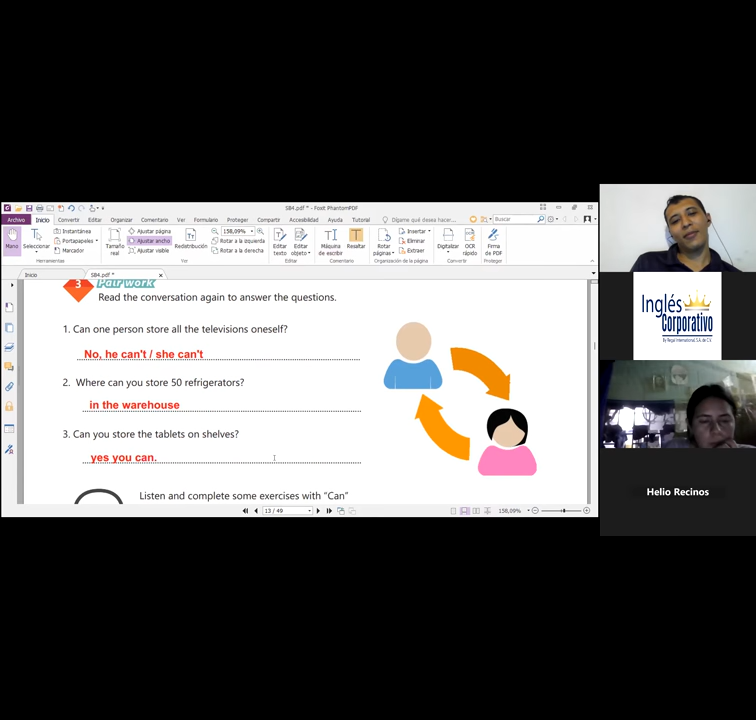 SB4.pdf * - Foxit PhantomPDF
Archivo Inicio Convertir Editar Organizar Comentario Ver Formulario Proteger Compartir Accesibilidad Ayuda Tutorial Dígame qué desea hacer... Buscar
Mano
Seleccionar
Instantánea
Portapapeles
Marcador
Herramientas
Tamaño real
Ajustar página
Ajustar ancho
Ajustar visible
Redistribución
158,09%
Rotar a la izquierda
Rotar a la derecha
Ver
Editar texto
Editar objeto
Editar
Máquina de escribir
Resaltar
Comentario
Rotar páginas
Insertar
Eliminar
Extraer
Organización de la página
Digitalizar
OCR rápido
Convertir
Firma de PDF
Proteger
Inicio
SB4.pdf *
3 Pair work
Read the conversation again to answer the questions.
1. Can one person store all the televisions oneself?
No, he can't / she can't
2. Where can you store 50 refrigerators?
in the warehouse
3. Can you store the tablets on shelves?
yes you can.
Listen and complete some exercises with “Can”
13 / 49
158,09%
Inglés
Corporativo
By Regal International, S.A. de C.V.
Helio Recinos